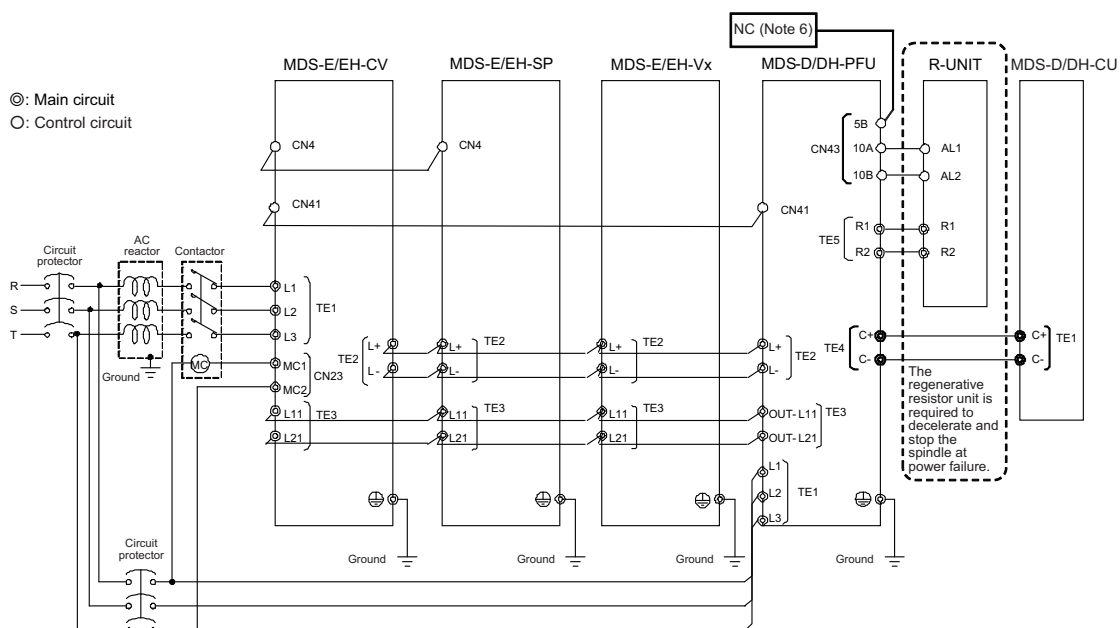 NC (Note 6)
MDS-E/EH-CV
MDS-E/EH-SP
MDS-E/EH-Vx
MDS-D/DH-PFU
R-UNIT
MDS-D/DH-CU
◎: Main circuit
○: Control circuit
CN4
CN4
CN43
5B
10A
10B
AL1
AL2
CN41
CN41
TE5
R1
R2
R1
R2
Circuit
protector
AC
reactor
Contactor
R
S
T
Ground
MC
L1
L2
L3
TE1
MC1
MC2
CN23
TE2
L+
L-
L+
L-
TE2
L+
L-
TE2
L+
L-
TE2
TE4
C+
C-
C+
C-
TE1
L11
L21
TE3
L11
L21
TE3
L11
L21
TE3
OUT- L11
OUT- L21
TE3
The
regenerative
resistor unit is
required to
decelerate and
stop the
spindle at
power failure.
L1
L2
L3
TE1
Ground
Ground
Ground
Ground
Circuit
protector